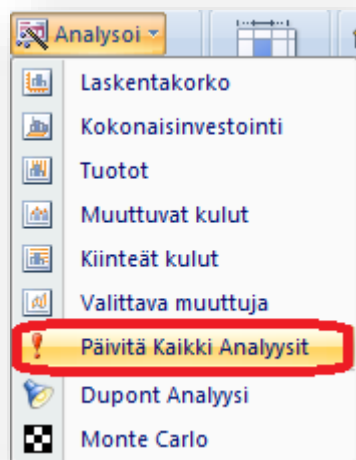 Analysoi
Laskentakorko
Kokonaisinvestointi
Tuotot
Muuttuvat kulut
Kiinteät kulut
Valittava muuttuja
Päivitä Kaikki Analyysit
Dupont Analyysi
Monte Carlo